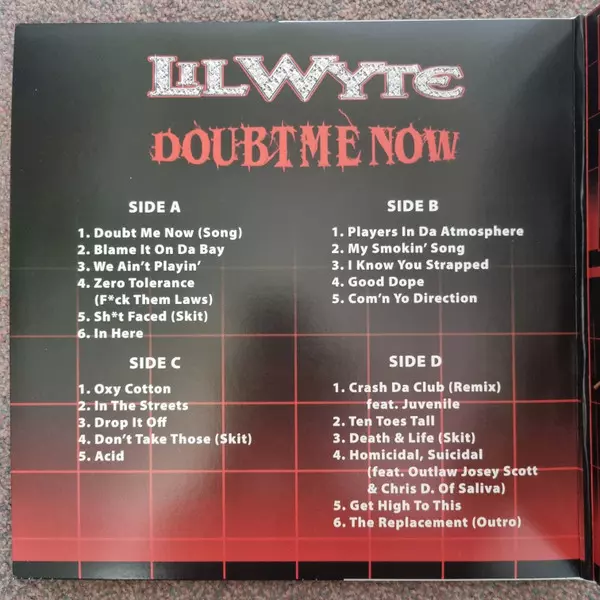 LIL WYTE
DOUBT ME NOW
SIDE A
1. Doubt Me Now (Song)
2. Blame It On Da Bay
3. We Ain't Playin'
4. Zero Tolerance
(F*ck Them Laws)
5. Sh*t Faced (Skit)
6. In Here
SIDE B
1. Players In Da Atmosphere
2. My Smokin' Song
3. I Know You Strapped
4. Good Dope
5. Com'n Yo Direction
SIDE C
1. Oxy Cotton
2. In The Streets
3. Drop It Off
4. Don't Take Those (Skit)
5. Acid
SIDE D
1. Crash Da Club (Remix)
feat. Juvenile
2. Ten Toes Tall
3. Death & Life (Skit)
4. Homicidal, Suicidal
(feat. Outlaw Josey Scott
& Chris D. Of Saliva)
5. Get High To This
6. The Replacement (Outro)